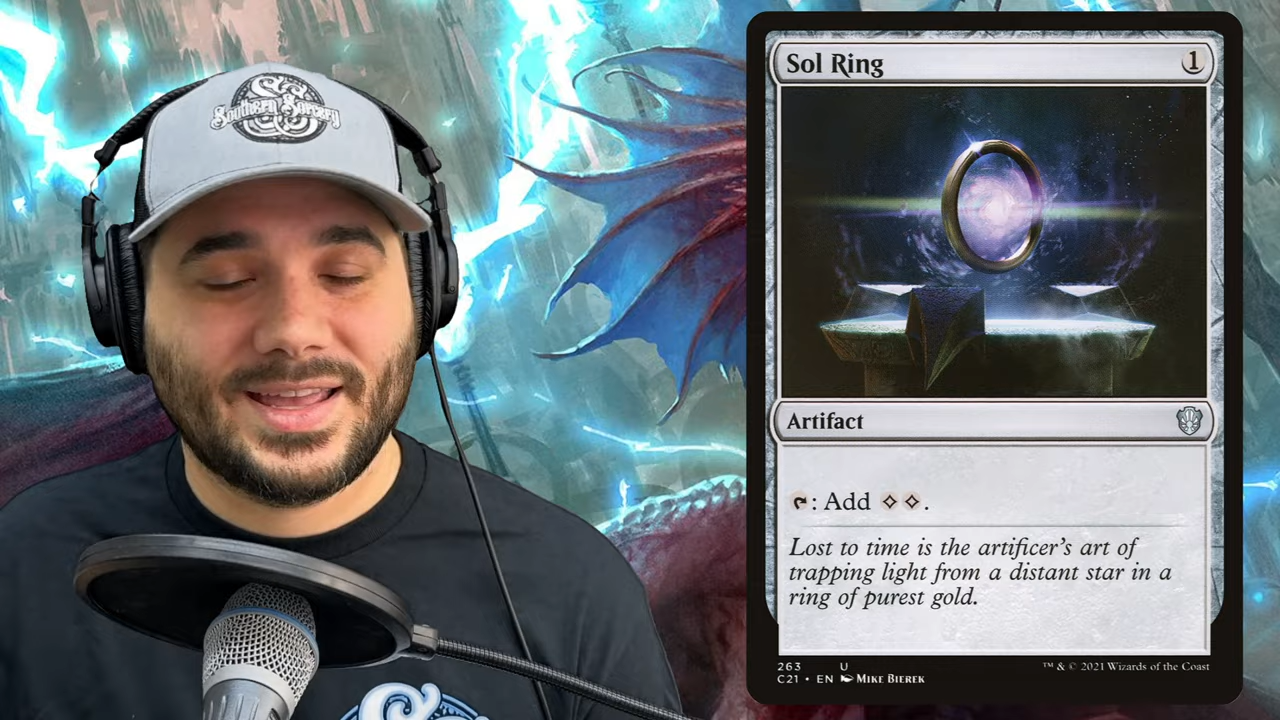 Southern Sorcery
Sol Ring 1
Artifact
: Add .
Lost to time is the artificer's art of
trapping light from a distant star in a
ring of purest gold.
263 U
C21 • EN Mike Bierek
™ & © 2021 Wizards of the Coast
S